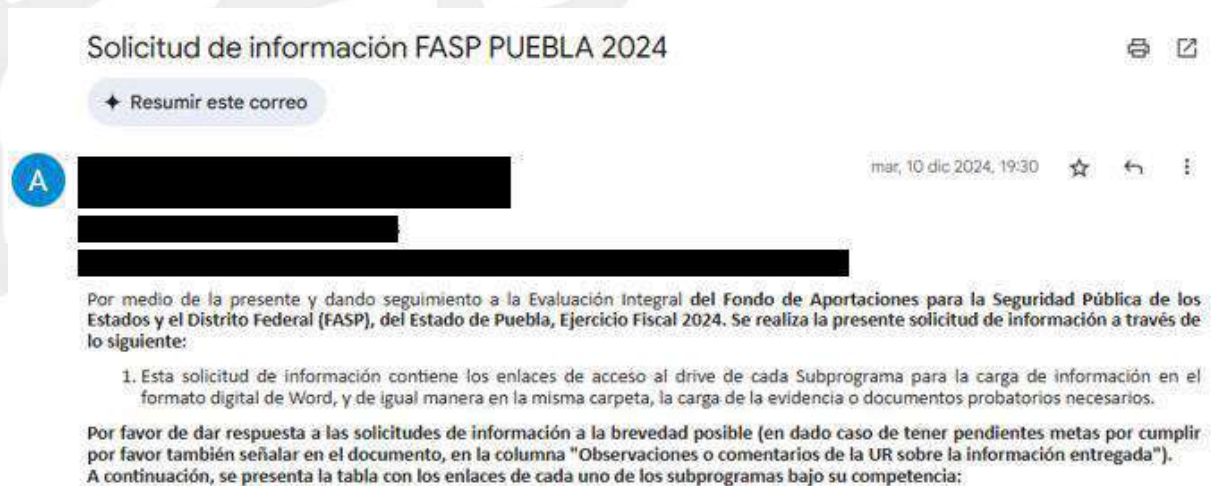 Solicitud de información FASP PUEBLA 2024
Resumir este correo
A
mar, 10 dic 2024, 19:30
Por medio de la presente y dando seguimiento a la Evaluación Integral del Fondo de Aportaciones para la Seguridad Pública de los
Estados y el Distrito Federal (FASP), del Estado de Puebla, Ejercicio Fiscal 2024. Se realiza la presente solicitud de información a través de
lo siguiente:
1. Esta solicitud de información contiene los enlaces de acceso al drive de cada Subprograma para la carga de información en el
formato digital de Word, y de igual manera en la misma carpeta, la carga de la evidencia o documentos probatorios necesarios.
Por favor de dar respuesta a las solicitudes de información a la brevedad posible (en dado caso de tener pendientes metas por cumplir
por favor también señalar en el documento, en la columna "Observaciones o comentarios de la UR sobre la información entregada").
A continuación, se presenta la tabla con los enlaces de cada uno de los subprogramas bajo su competencia: